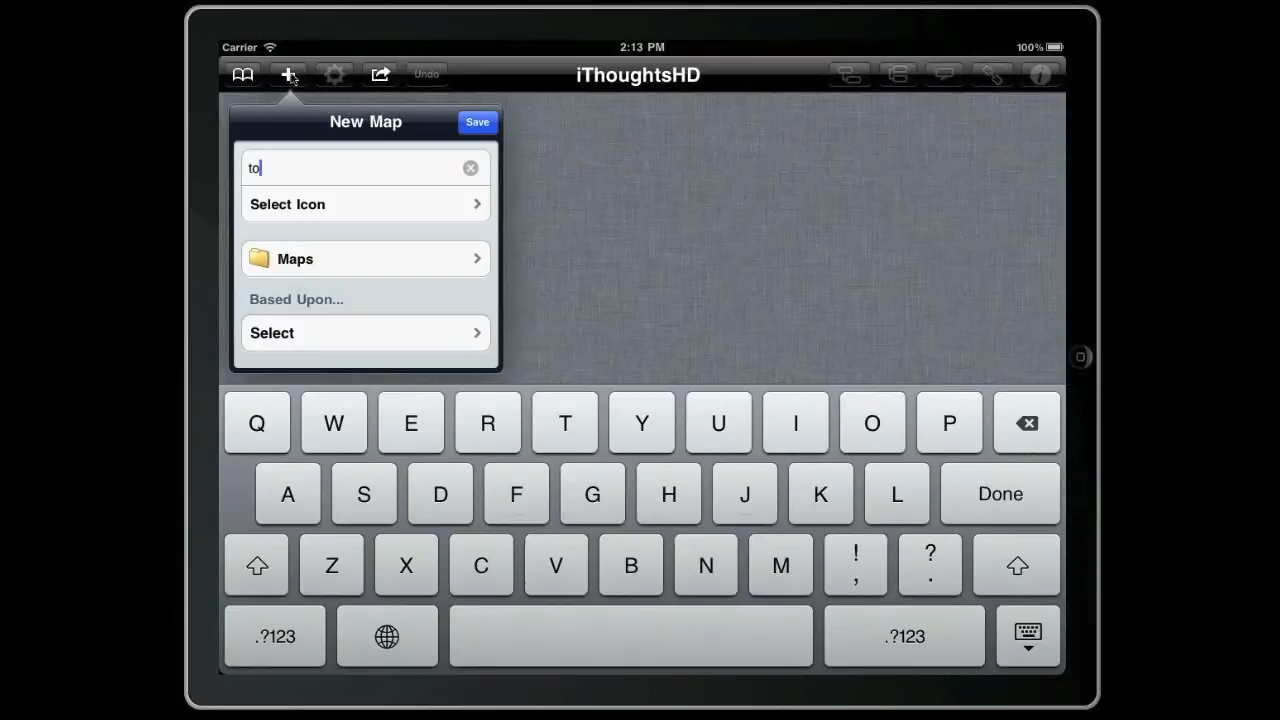 Carrier 2:13 PM 100%
Undo iThoughtsHD
New Map Save
to
Select Icon
Maps
Based Upon...
Select
Q W E R T Y U I O P
A S D F G H J K L Done
Z X C V B N M ! , ? .
.?123 .?123